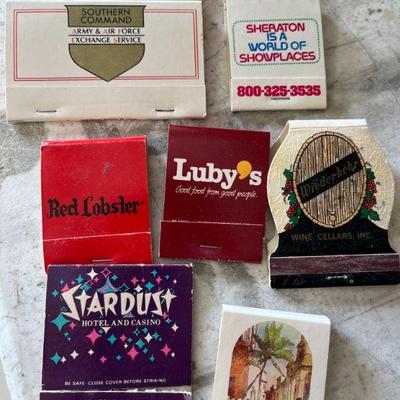 SOUTHERN
COMMAND
ARMY & AIR FORCE
EXCHANGE SERVICE
SHERATON
IS A
WORLD OF
SHOWPLACES
800-325-3535
Red Lobster
Luby's
Good food from good people.
Wiederkehr
WINE CELLARS, INC.
STARDUST
HOTEL AND CASINO
BE SAFE · CLOSE COVER BEFORE STRIKING